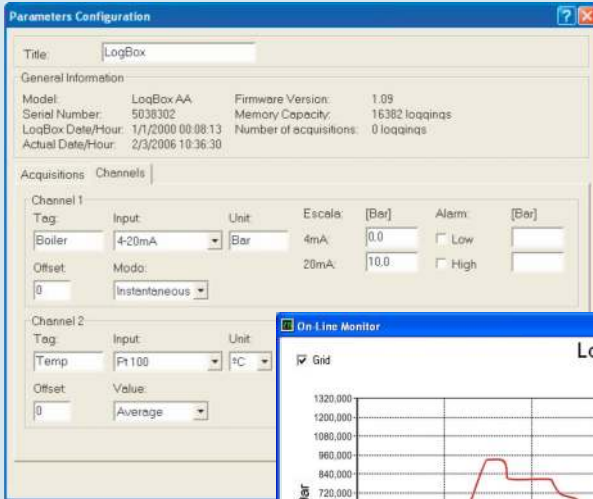 Parameters Configuration
Title: LogBox
General Information
Model: LogBox AA Firmware Version: 1.09
Serial Number: 5038302 Memory Capacity: 16382 loggings
LogBox Date/Hour: 1/1/2000 00:08:13 Number of acquisitions: 0 loggings
Actual Date/Hour: 2/3/2006 10:36:30
Acquisitions Channels
Channel 1
Tag: Input: Unit: Escala: [Bar] Alarm: [Bar]
Boiler 4-20mA Bar 4mA: 0,0 Low
Offset: Modo: 20mA: 10,0 High
0 Instantaneous
Channel 2
Tag: Input: Unit
Temp Pt 100 ºC
Offset: Value:
0 Average
On-Line Monitor
Grid
Lo
1320,000
1200,000
1080,000
960,000
840,000
720,000
Bar